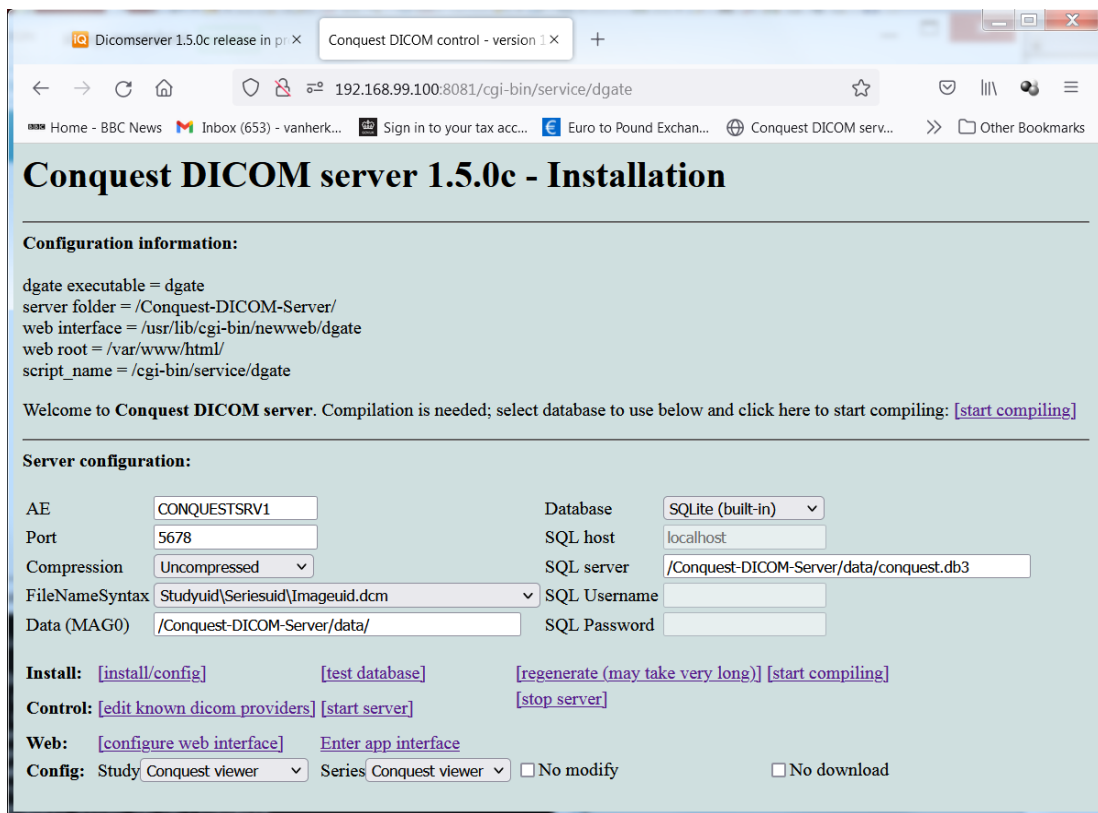 Dicomserver 1.5.0c release in pr
Conquest DICOM control - version 1
192.168.99.100:8081/cgi-bin/service/dgate
Home - BBC News
Inbox (653) - vanherk...
Sign in to your tax acc...
Euro to Pound Exchan...
Conquest DICOM serv...
Other Bookmarks
Conquest DICOM server 1.5.0c - Installation
Configuration information:
dgate executable = dgate
server folder = /Conquest-DICOM-Server/
web interface = /usr/lib/cgi-bin/newweb/dgate
web root = /var/www/html/
script_name = /cgi-bin/service/dgate
Welcome to Conquest DICOM server. Compilation is needed; select database to use below and click here to start compiling: [start compiling]
Server configuration:
AE CONQUESTSRV1 Database SQLite (built-in)
Port 5678 SQL host localhost
Compression Uncompressed SQL server /Conquest-DICOM-Server/data/conquest.db3
FileNameSyntax Studyuid\Seriesuid\Imageuid.dcm SQL Username
Data (MAG0) /Conquest-DICOM-Server/data/ SQL Password
Install: [install/config] [test database] [regenerate (may take very long)] [start compiling]
Control: [edit known dicom providers] [start server] [stop server]
Web: [configure web interface] Enter app interface
Config: Study Conquest viewer Series Conquest viewer No modify No download